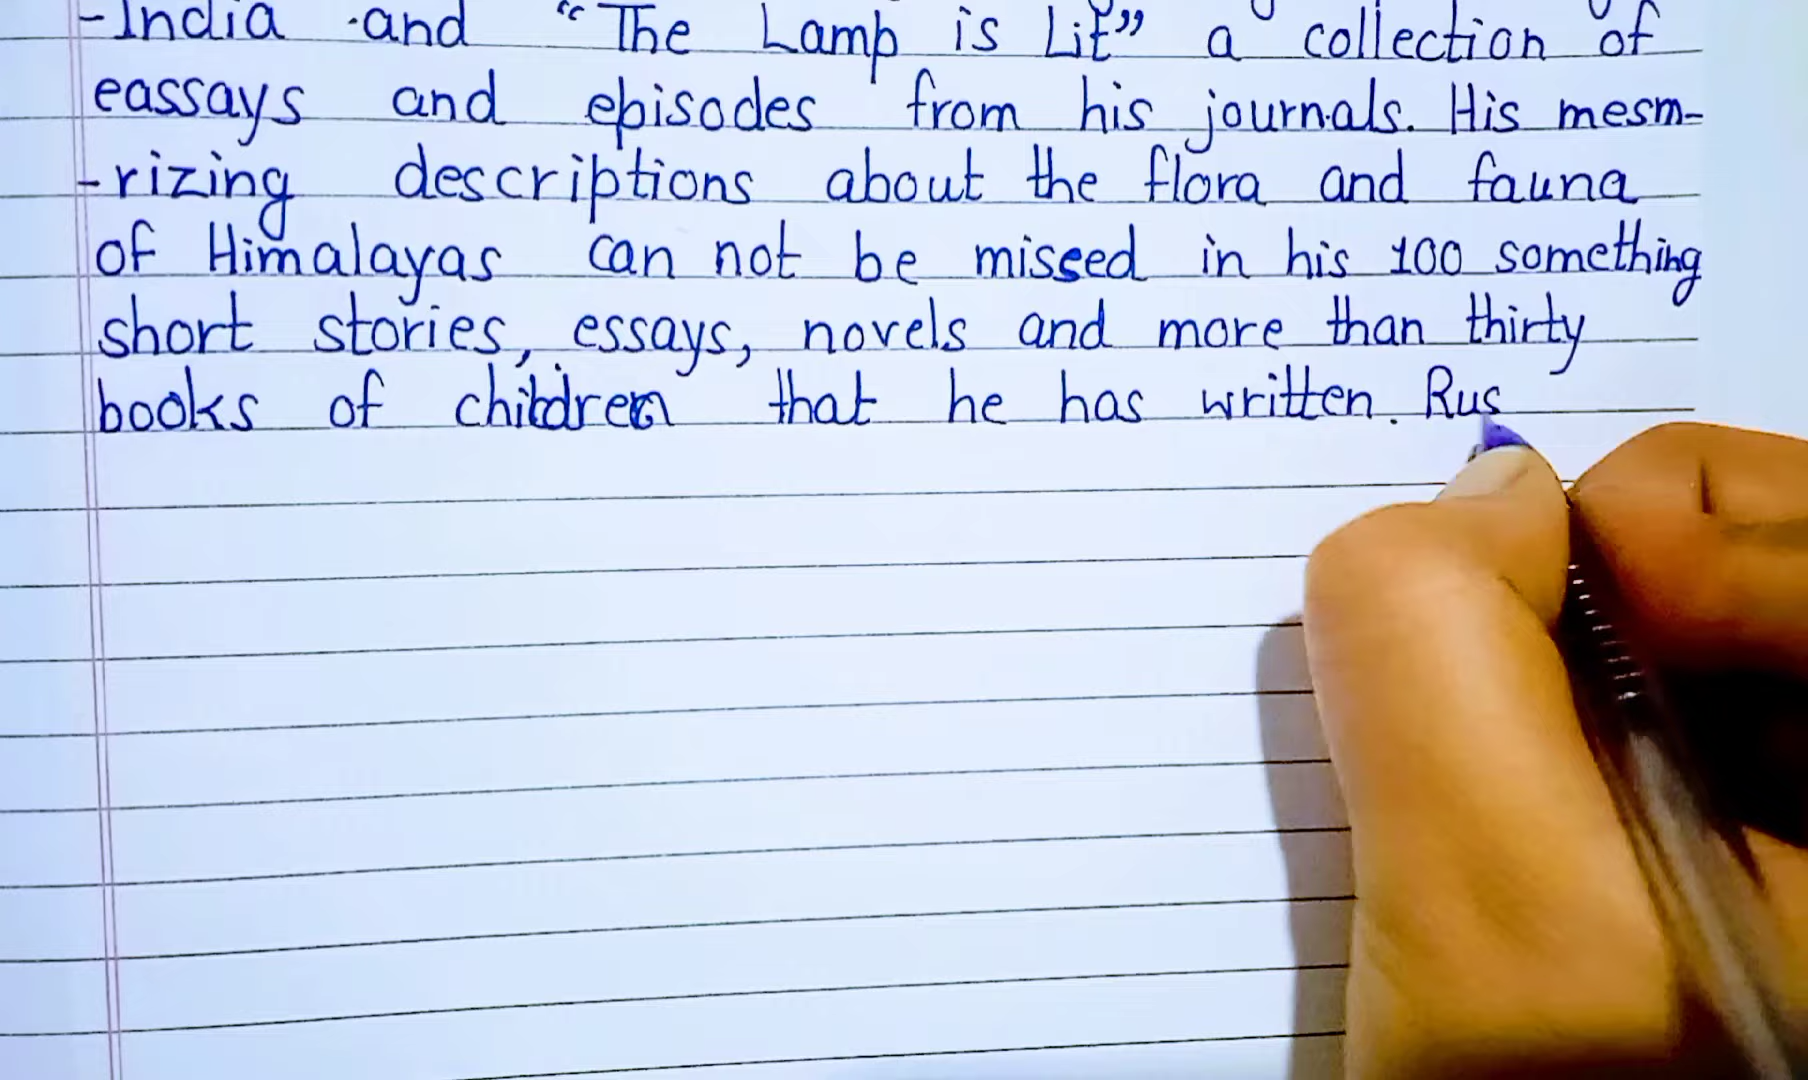 -India and “The Lamp is Lit” a collection of
eassays and episodes from his journals. His mesm-
-rizing descriptions about the flora and fauna
of Himalayas can not be missed in his 100 something
short stories, essays, novels and more than thirty
books of children that he has written. Rus